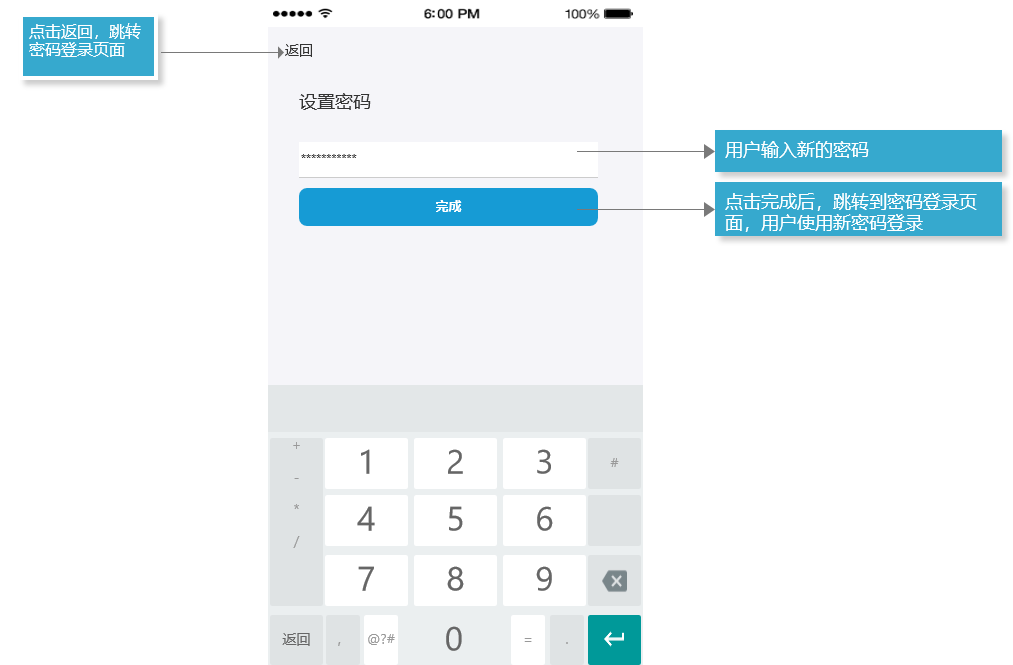 6:00 PM
100%
点击返回，跳转
密码登录页面
返回
设置密码
***********
用户输入新的密码
完成
点击完成后，跳转到密码登录页
面，用户使用新密码登录
+
1
2
3
#
-
*
4
5
6
/
7
8
9
返回
,
@?#
0
=
.